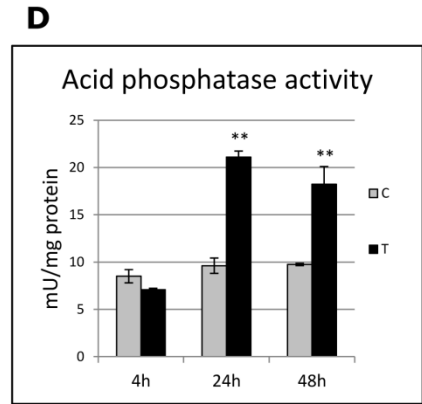 D
Acid phosphatase activity
mU/mg protein
25
20
15
10
5
0
**
**
4h
24h
48h
C
T